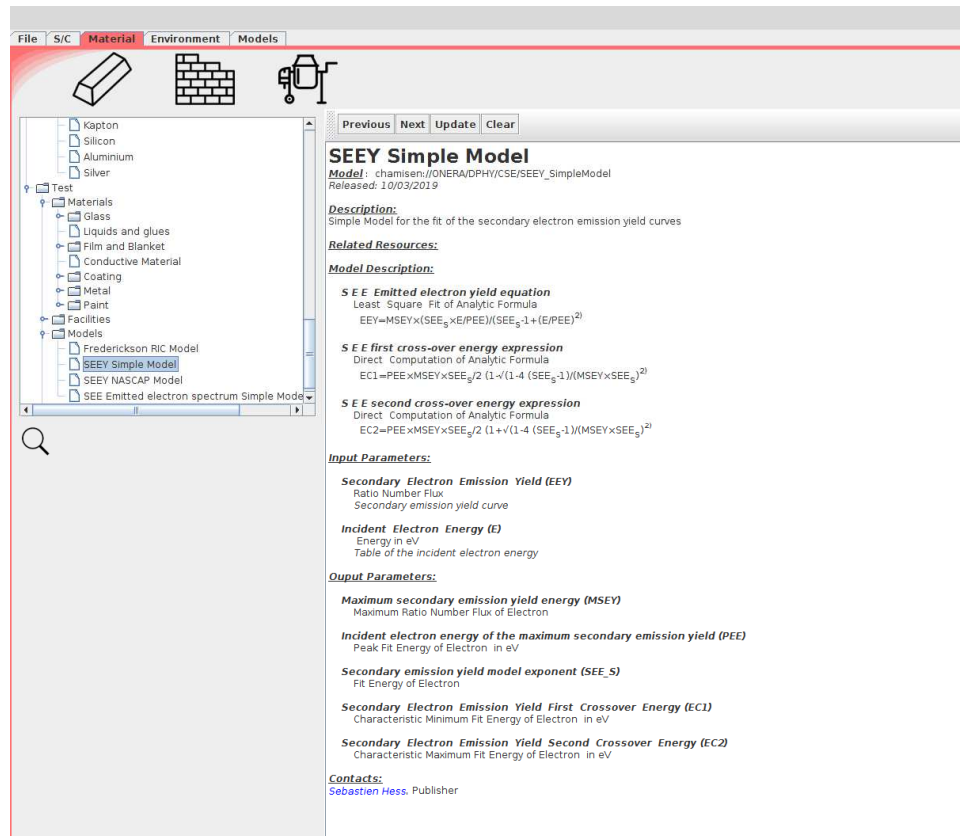 File S/C Material Environment Models
Kapton
Silicon
Aluminium
Silver
Test
Materials
Glass
Liquids and glues
Film and Blanket
Conductive Material
Coating
Metal
Paint
Facilities
Models
Frederickson RIC Model
SEEY Simple Model
SEEY NASCAP Model
SEE Emitted electron spectrum Simple Mode
Previous Next Update Clear
SEEY Simple Model
Model : chamisen://ONERA/DPHY/CSE/SEEY_SimpleModel
Released: 10/03/2019
Description:
Simple Model for the fit of the secondary electron emission yield curves
Related Resources:
Model Description:
S E E Emitted electron yield equation
Least Square Fit of Analytic Formula
EEY=MSEY×(SEE_S×E/PEE)/(SEE_S-1+(E/PEE)^2)
S E E first cross-over energy expression
Direct Computation of Analytic Formula
EC1=PEE×MSEY×SEE_S/2 (1-√(1-4 (SEE_S-1)/(MSEY×SEE_S)^2)
S E E second cross-over energy expression
Direct Computation of Analytic Formula
EC2=PEE×MSEY×SEE_S/2 (1+√(1-4 (SEE_S-1)/(MSEY×SEE_S)^2)
Input Parameters:
Secondary Electron Emission Yield (EEY)
Ratio Number Flux
Secondary emission yield curve
Incident Electron Energy (E)
Energy in eV
Table of the incident electron energy
Ouput Parameters:
Maximum secondary emission yield energy (MSEY)
Maximum Ratio Number Flux of Electron
Incident electron energy of the maximum secondary emission yield (PEE)
Peak Fit Energy of Electron in eV
Secondary emission yield model exponent (SEE_S)
Fit Energy of Electron
Secondary Electron Emission Yield First Crossover Energy (EC1)
Characteristic Minimum Fit Energy of Electron in eV
Secondary Electron Emission Yield Second Crossover Energy (EC2)
Characteristic Maximum Fit Energy of Electron in eV
Contacts:
Sebastien Hess, Publisher